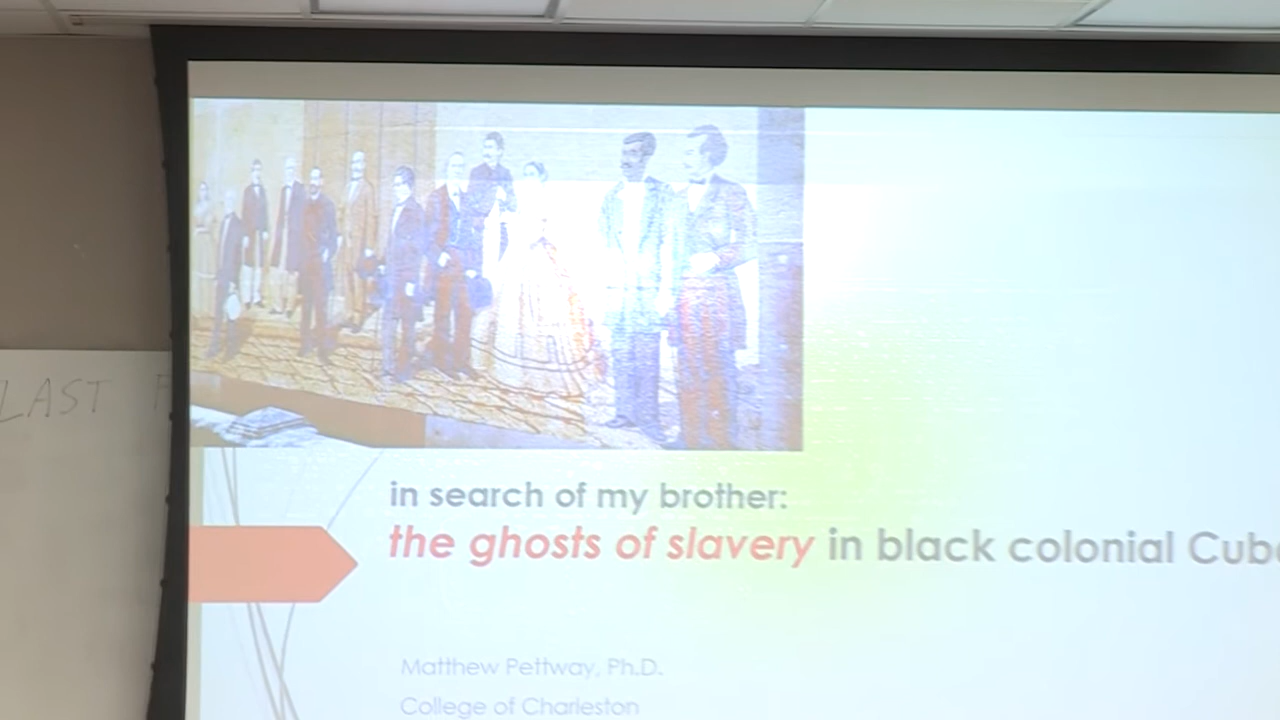 LAST
in search of my brother:
the ghosts of slavery in black colonial Cuba
Matthew Pettway, Ph.D.
College of Charleston